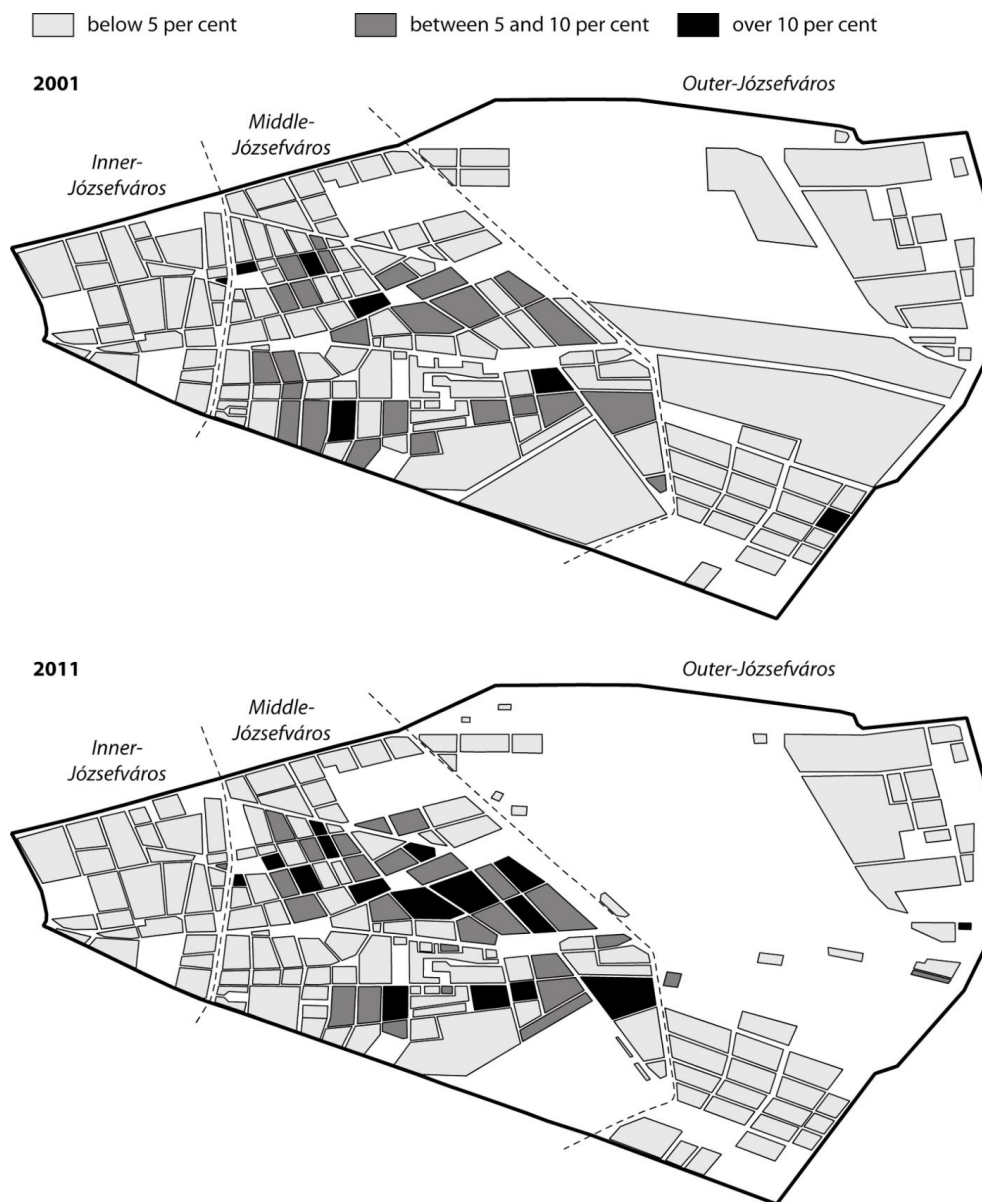 below 5 per cent
between 5 and 10 per cent
over 10 per cent
2001
Outer-Józsefváros
Middle-
Józsefváros
Inner-
Józsefváros
2011
Outer-Józsefváros
Middle-
Józsefváros
Inner-
Józsefváros